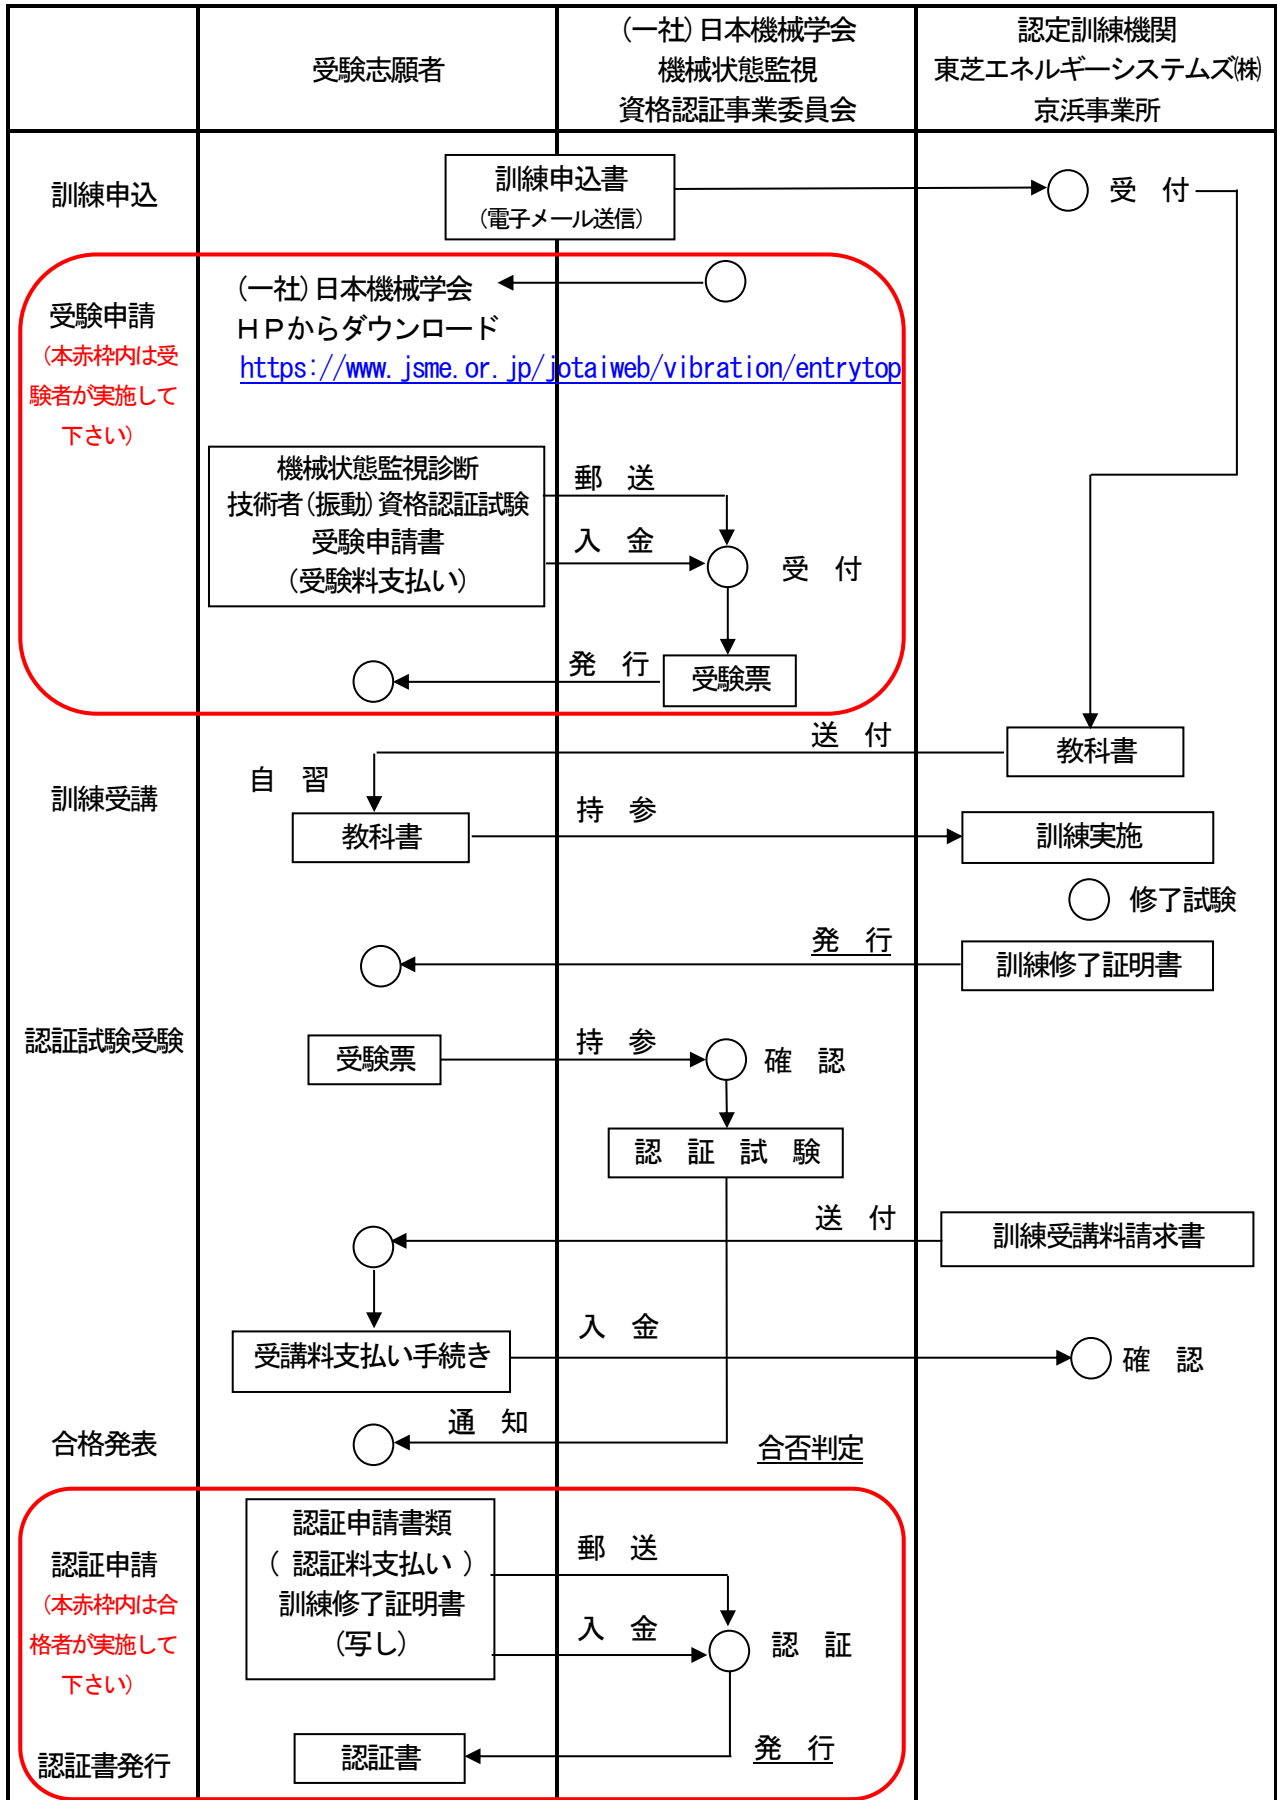 受験志願者
(一社)日本機械学会
機械状態監視
資格認証事業委員会
認定訓練機関
東芝エネルギーシステムズ㈱
京浜事業所
訓練申込
訓練申込書
(電子メール送信)
受　付
受験申請
(本赤枠内は受
験者が実施して
下さい)
(一社)日本機械学会
ＨＰからダウンロード
https://www.jsme.or.jp/jotaiweb/vibration/entrytop
機械状態監視診断
技術者(振動)資格認証試験
受験申請書
(受験料支払い)
郵　送
入　金
受　付
発　行
受験票
送　付
教科書
訓練受講
自　習
教科書
持　参
訓練実施
修了試験
発　行
訓練修了証明書
認証試験受験
受験票
持　参
確　認
認　証　試　験
送　付
訓練受講料請求書
受講料支払い手続き
入　金
確　認
合格発表
通　知
合否判定
認証申請
(本赤枠内は合
格者が実施して
下さい)
認証申請書類
( 認証料支払い )
訓練修了証明書
(写し)
郵　送
入　金
認　証
認証書発行
認証書
発　行